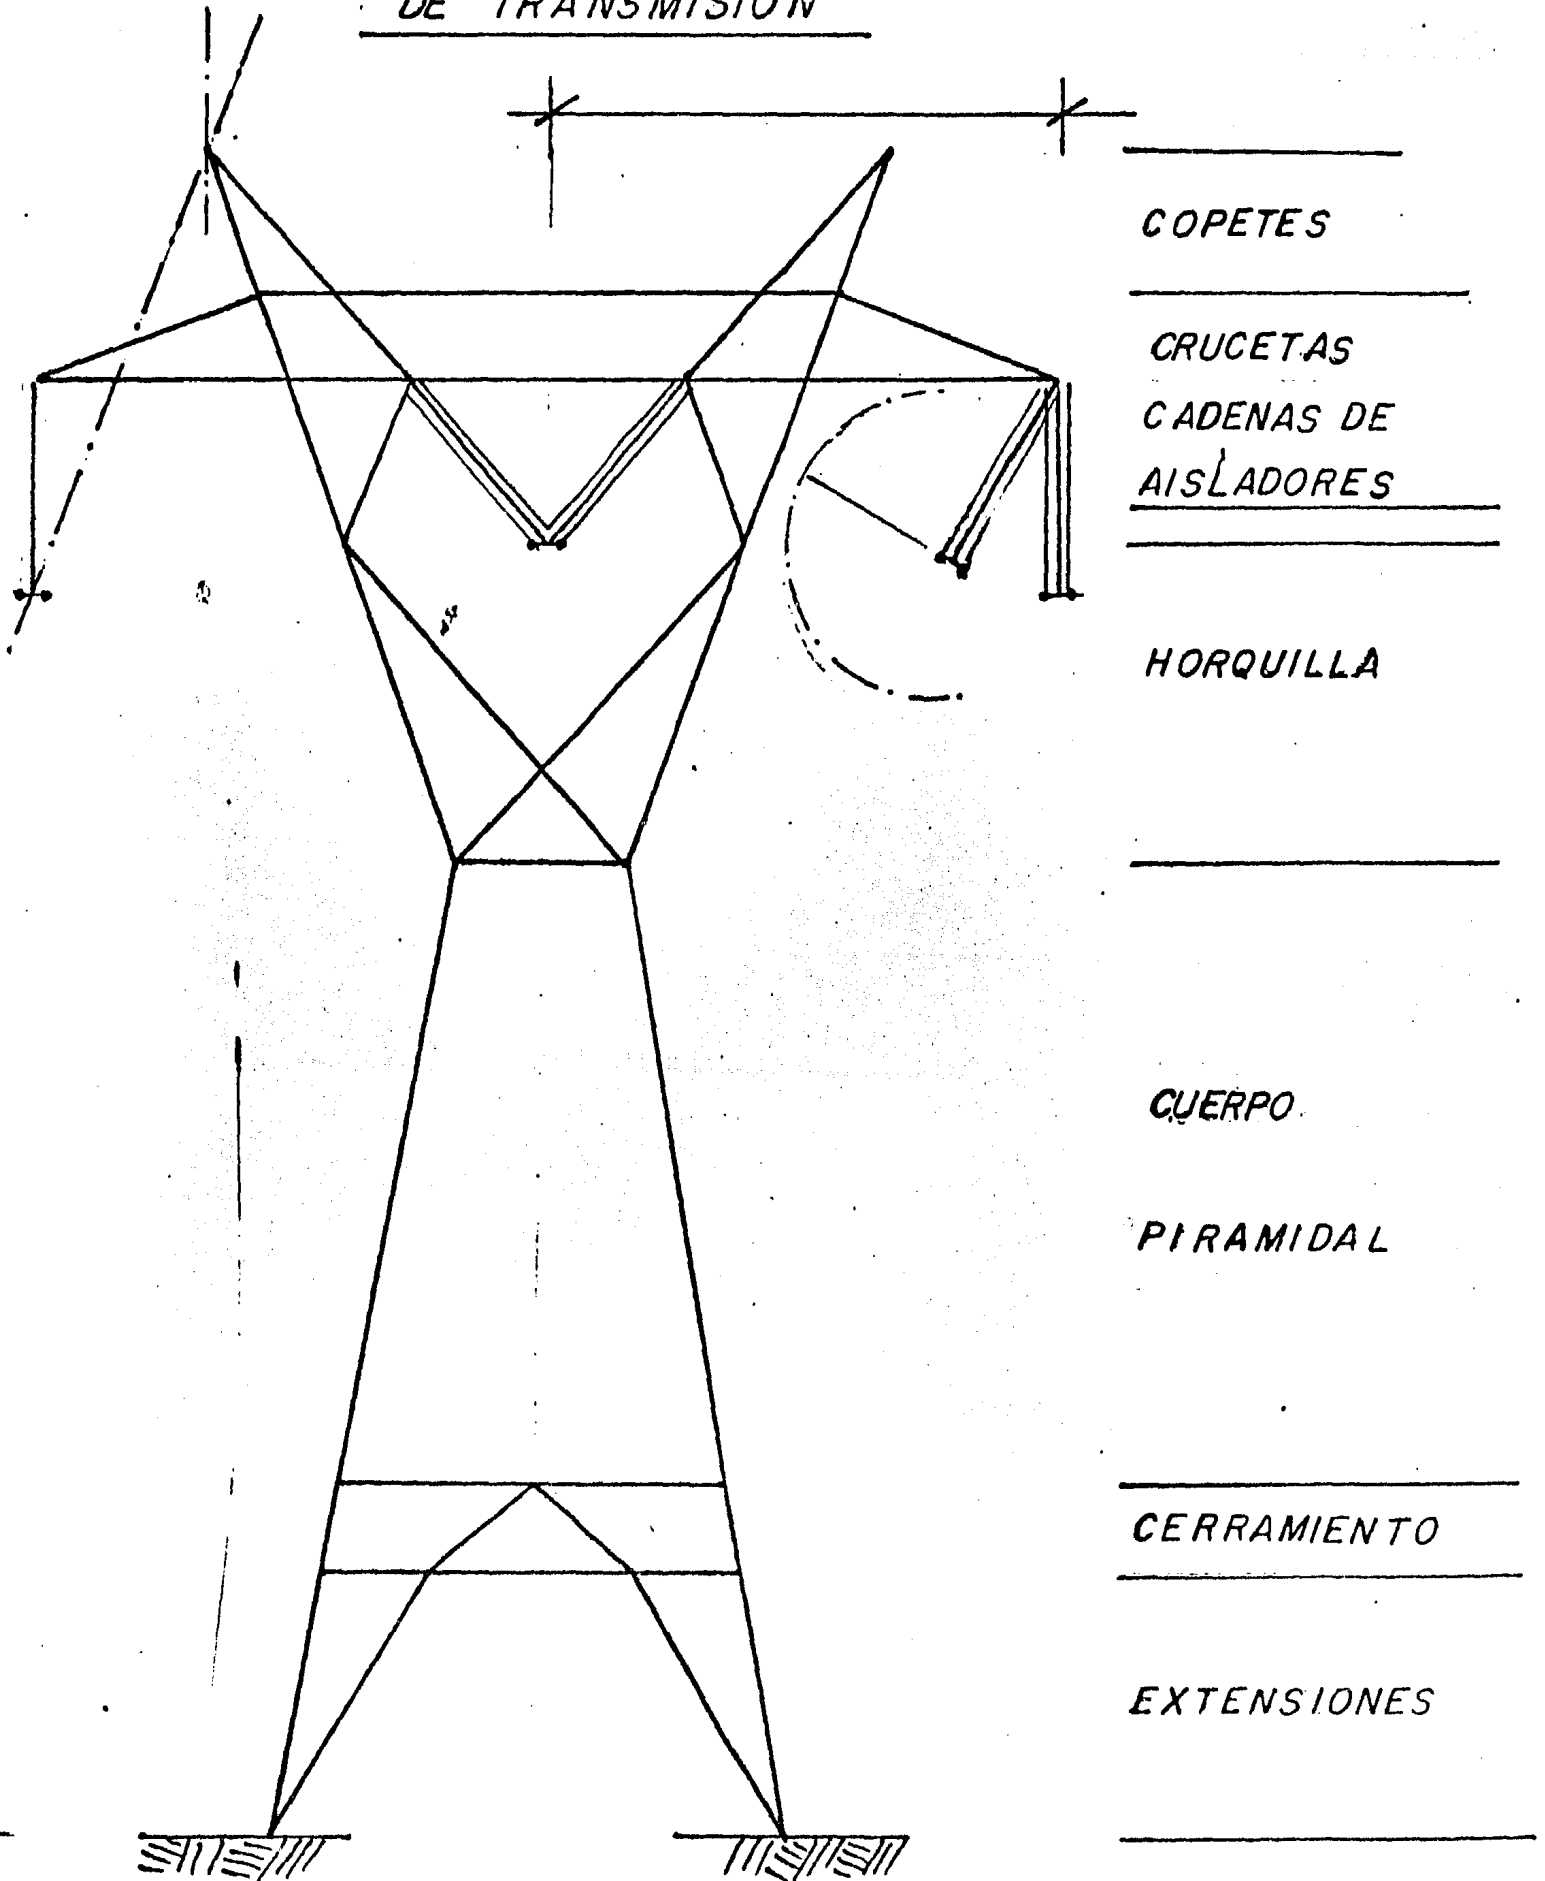 DE TRANSMISION
COPETES
CRUCETAS
CADENAS DE
AISLADORES
HORQUILLA
CUERPO
PIRAMIDAL
CERRAMIENTO
EXTENSIONES